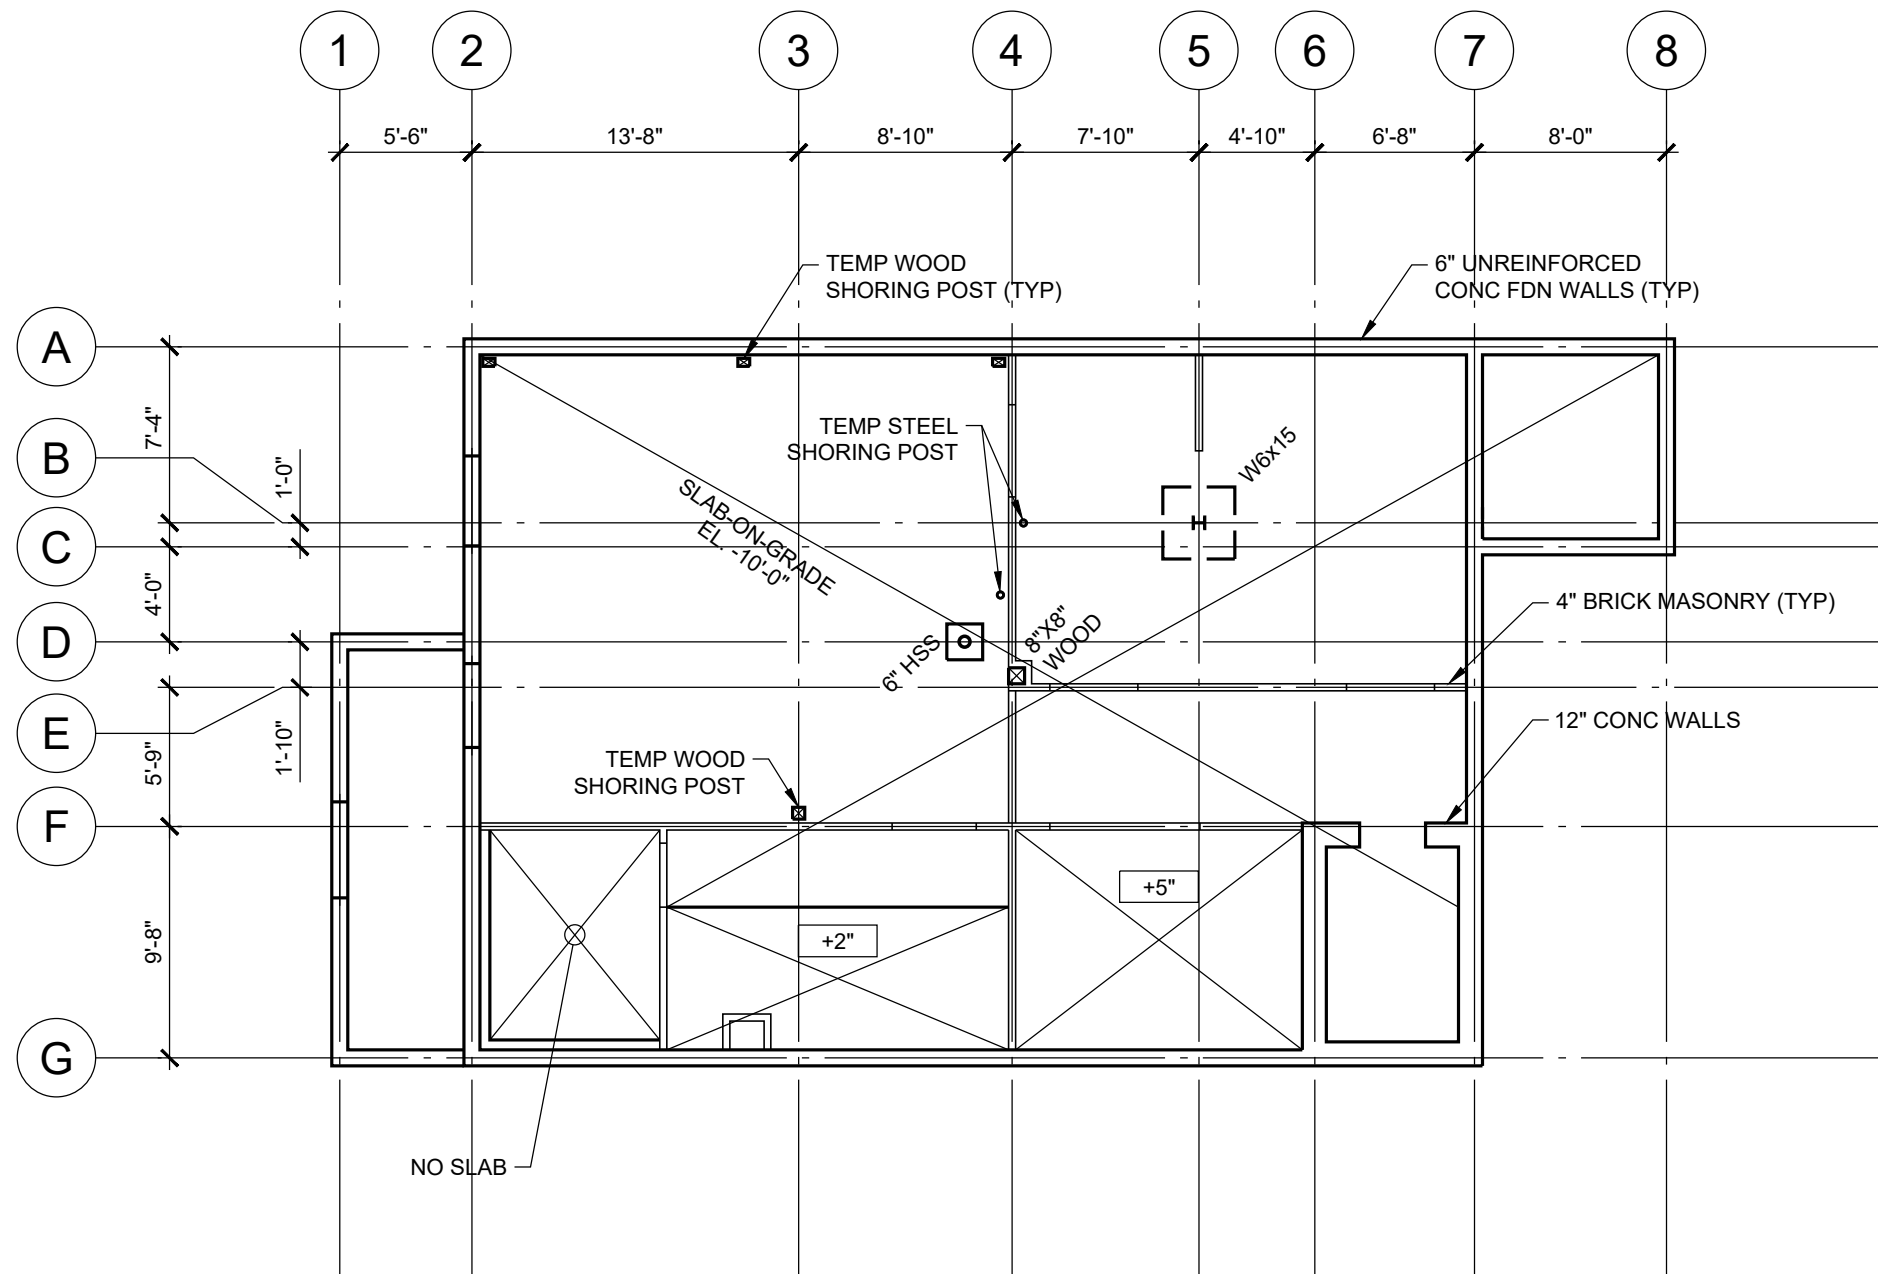 1
2
3
4
5
6
7
8
5'-6"
13'-8"
8'-10"
7'-10"
4'-10"
6'-8"
8'-0"
TEMP WOOD
SHORING POST (TYP)
6" UNREINFORCED
CONC FDN WALLS (TYP)
A
7'-4"
B
1'-0"
TEMP STEEL
SHORING POST
W6x15
SLAB-ON-GRADE
EL. -10'-0"
C
4'-0"
4" BRICK MASONRY (TYP)
D
6" HSS
8"X8"
WOOD
E
1'-10"
5'-9"
12" CONC WALLS
TEMP WOOD
SHORING POST
F
+5"
9'-8"
+2"
G
NO SLAB